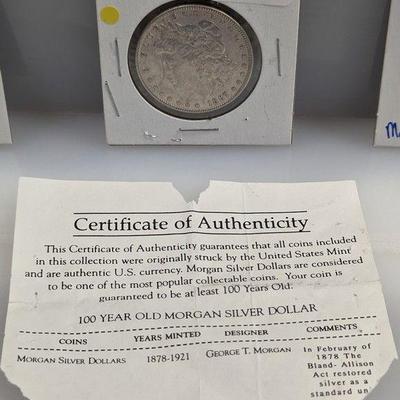 M
Certificate of Authenticity
This Certificate of Authenticity guarantees that all coins included
in this collection were originally struck by the United States Mint
and are authentic U.S. currency. Morgan Silver Dollars are considered
to be one of the most popular collectable coins. Your coin is
guaranteed to be at least 100 Years Old.
100 YEAR OLD MORGAN SILVER DOLLAR
COINS YEARS MINTED DESIGNER COMMENTS
MORGAN SILVER DOLLARS 1878-1921 GEORGE T. MORGAN In February of
1878 The
Bland- Allison
Act restored
silver as a
standard un